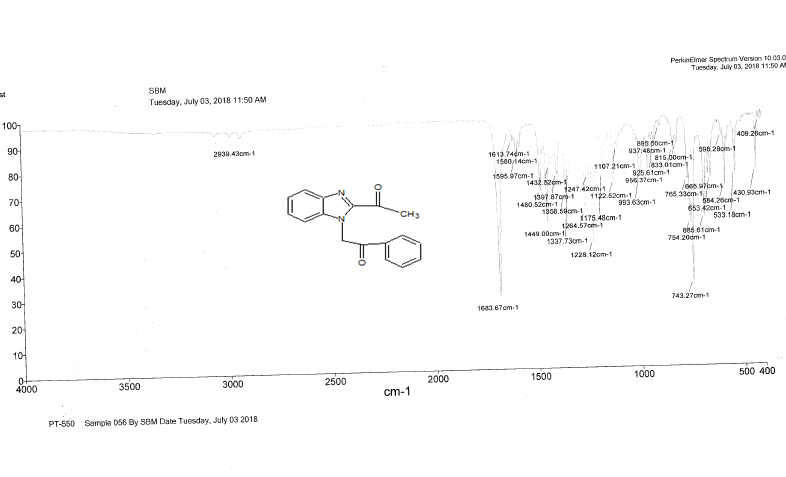 PerkinElmer Spectrum Version 10.03.0
Tuesday, July 03, 2018 11:50 AM
st
SBM
Tuesday, July 03, 2018 11:50 AM
100
90
80
70
60
50
40
30
20
10
0
4000
3500
3000
2500
2000
1500
1000
500
400
cm-1
2939.43cm-1
1683.67cm-1
1613.74cm-1
1580.14cm-1
1595.97cm-1
1432.52cm-1
1397.87cm-1
1480.52cm-1
1356.59cm-1
1449.00cm-1
1337.73cm-1
1247.42cm-1
1264.57cm-1
1228.12cm-1
1175.48cm-1
1107.21cm-1
1122.52cm-1
937.48cm-1
925.61cm-1
956.37cm-1
993.63cm-1
815.00cm-1
833.01cm-1
765.33cm-1
754.20cm-1
743.27cm-1
665.97cm-1
653.42cm-1
685.61cm-1
598.28cm-1
584.26cm-1
533.18cm-1
430.93cm-1
409.26cm-1
N
N
O
CH3
O
PT-550 Sample 056 By SBM Date Tuesday, July 03 2018